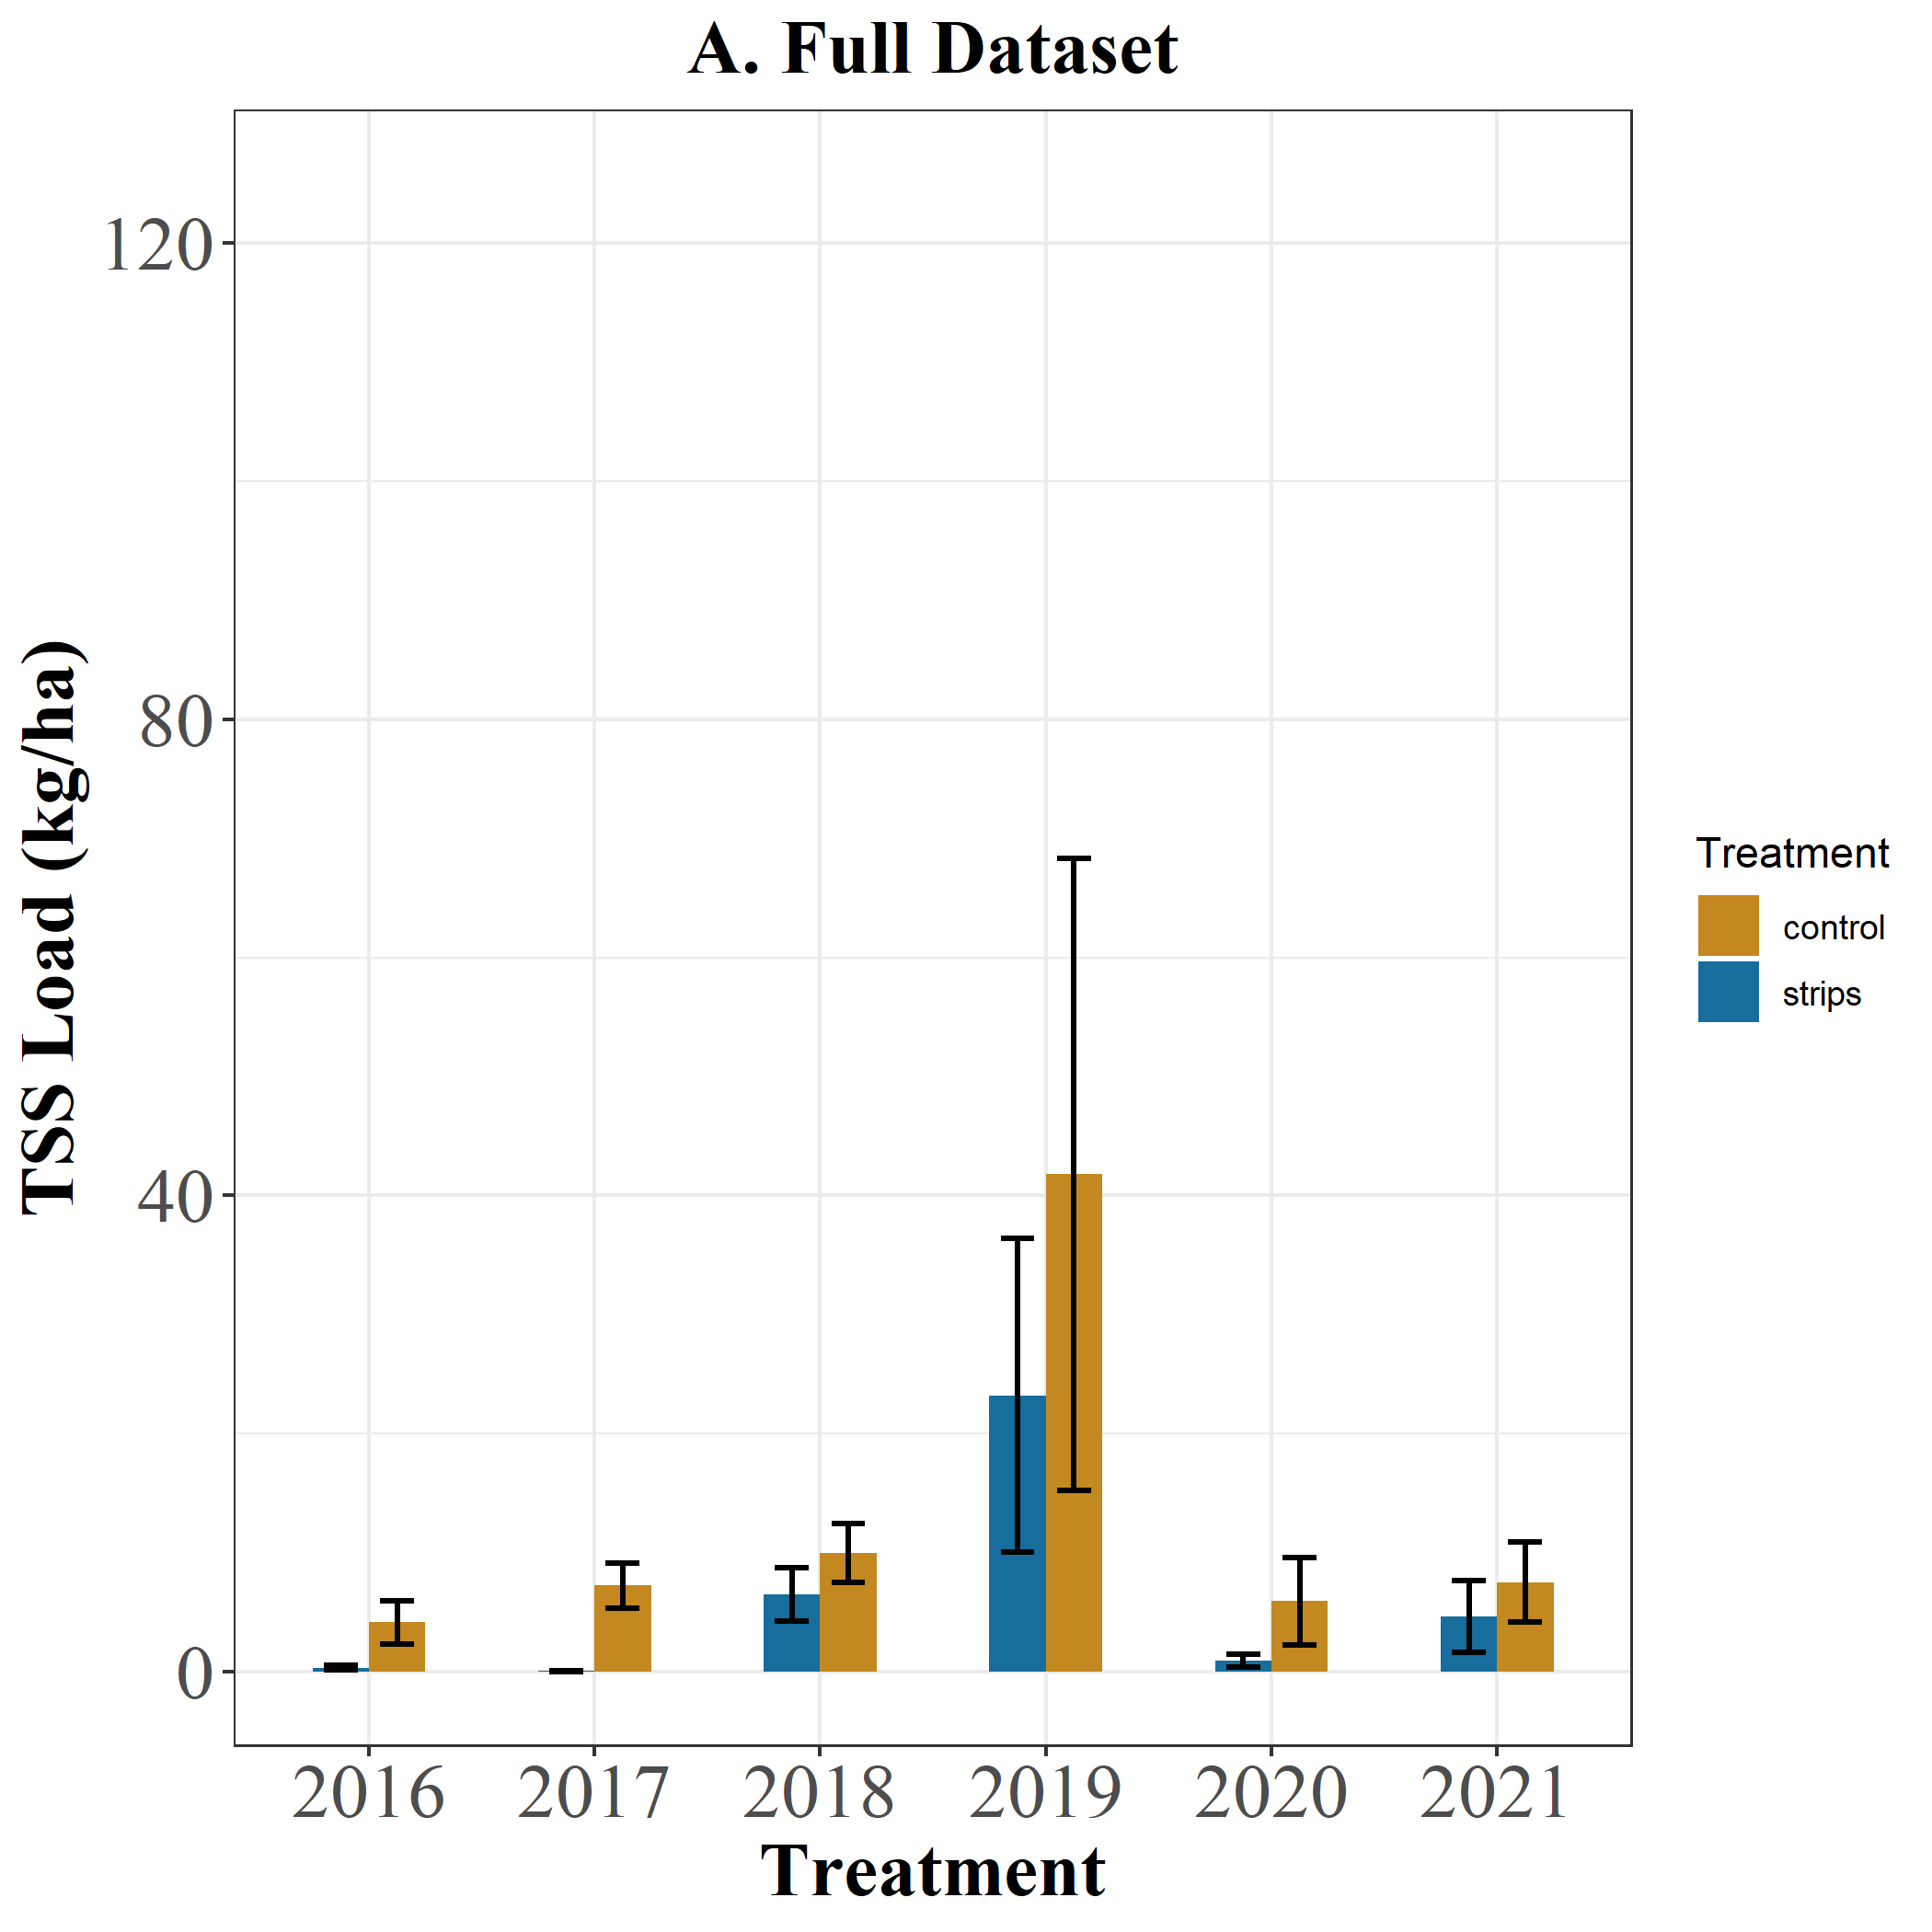 A. Full Dataset
TSS Load (kg/ha)
120
80
40
0
2016 2017 2018 2019 2020 2021
Treatment
Treatment
control
strips